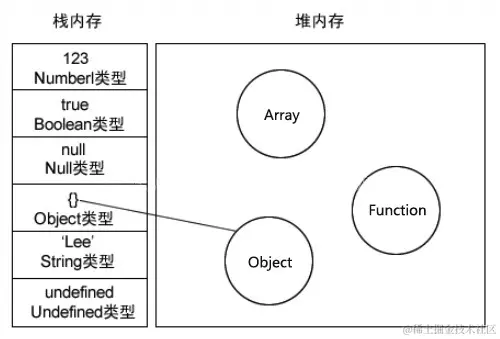 栈内存
堆内存
123
Numberl类型
true
Boolean类型
null
Null类型
{}
Object类型
‘Lee’
String类型
undefined
Undefined类型
Array
Function
Object
@稀土掘金技术社区